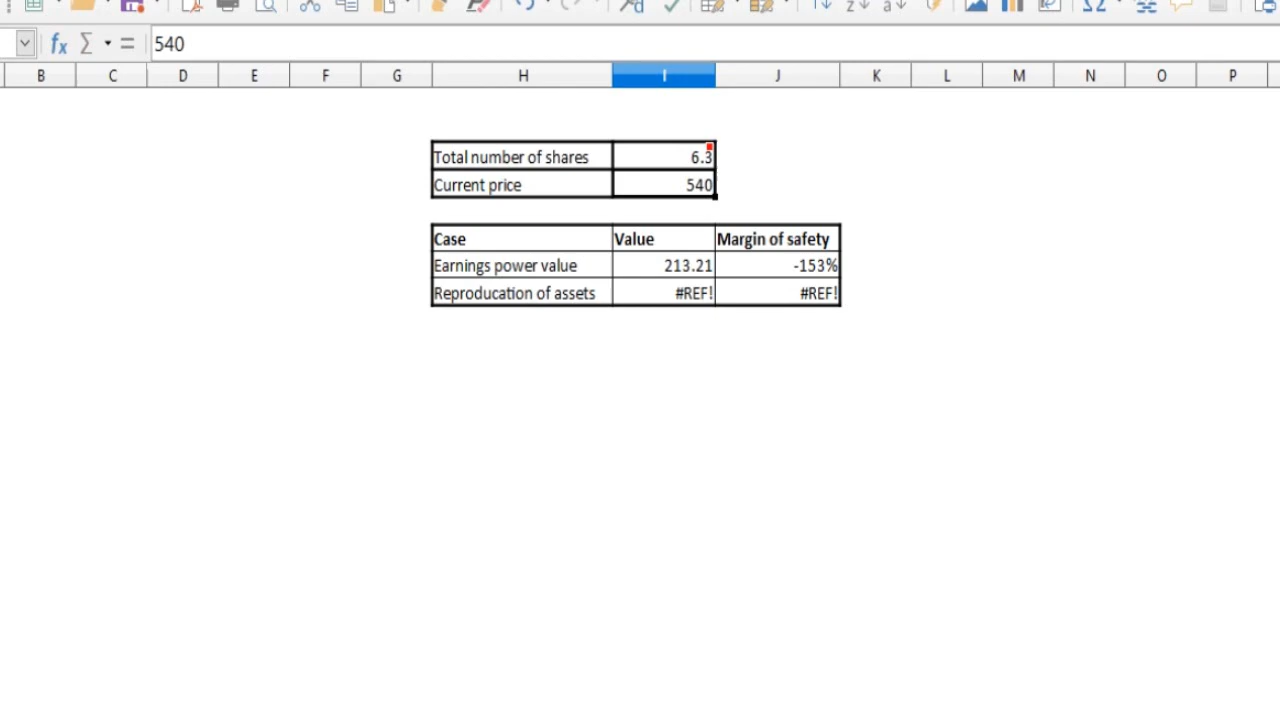 540
B C D E F G H I J K L M N O P
Total number of shares 6.3
Current price 540
Case Value Margin of safety
Earnings power value 213.21 -153%
Reproducation of assets #REF! #REF!